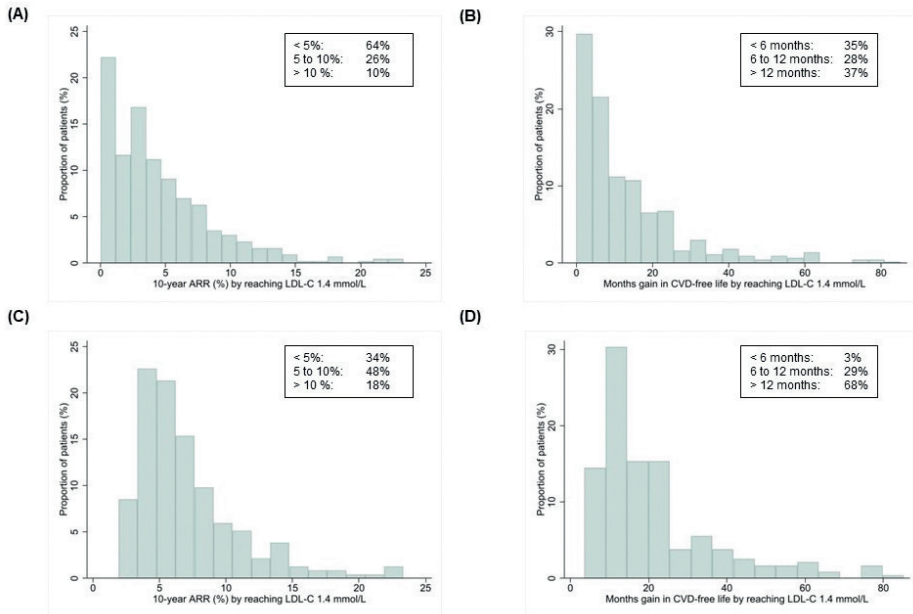 (A)
Proportion of patients (%)
25
20
15
10
5
0
< 5%: 64%
5 to 10%: 26%
> 10 %: 10%
0 5 10 15 20 25
10-year ARR (%) by reaching LDL-C 1.4 mmol/L
(B)
Proportion of patients (%)
30
20
10
0
< 6 months: 35%
6 to 12 months: 28%
> 12 months: 37%
0 20 40 60 80
Months gain in CVD-free life by reaching LDL-C 1.4 mmol/L
(C)
Proportion of patients (%)
25
20
15
10
5
0
< 5%: 34%
5 to 10%: 48%
> 10 %: 18%
0 5 10 15 20 25
10-year ARR (%) by reaching LDL-C 1.4 mmol/L
(D)
Proportion of patients (%)
30
20
10
0
< 6 months: 3%
6 to 12 months: 29%
> 12 months: 68%
0 20 40 60 80
Months gain in CVD-free life by reaching LDL-C 1.4 mmol/L